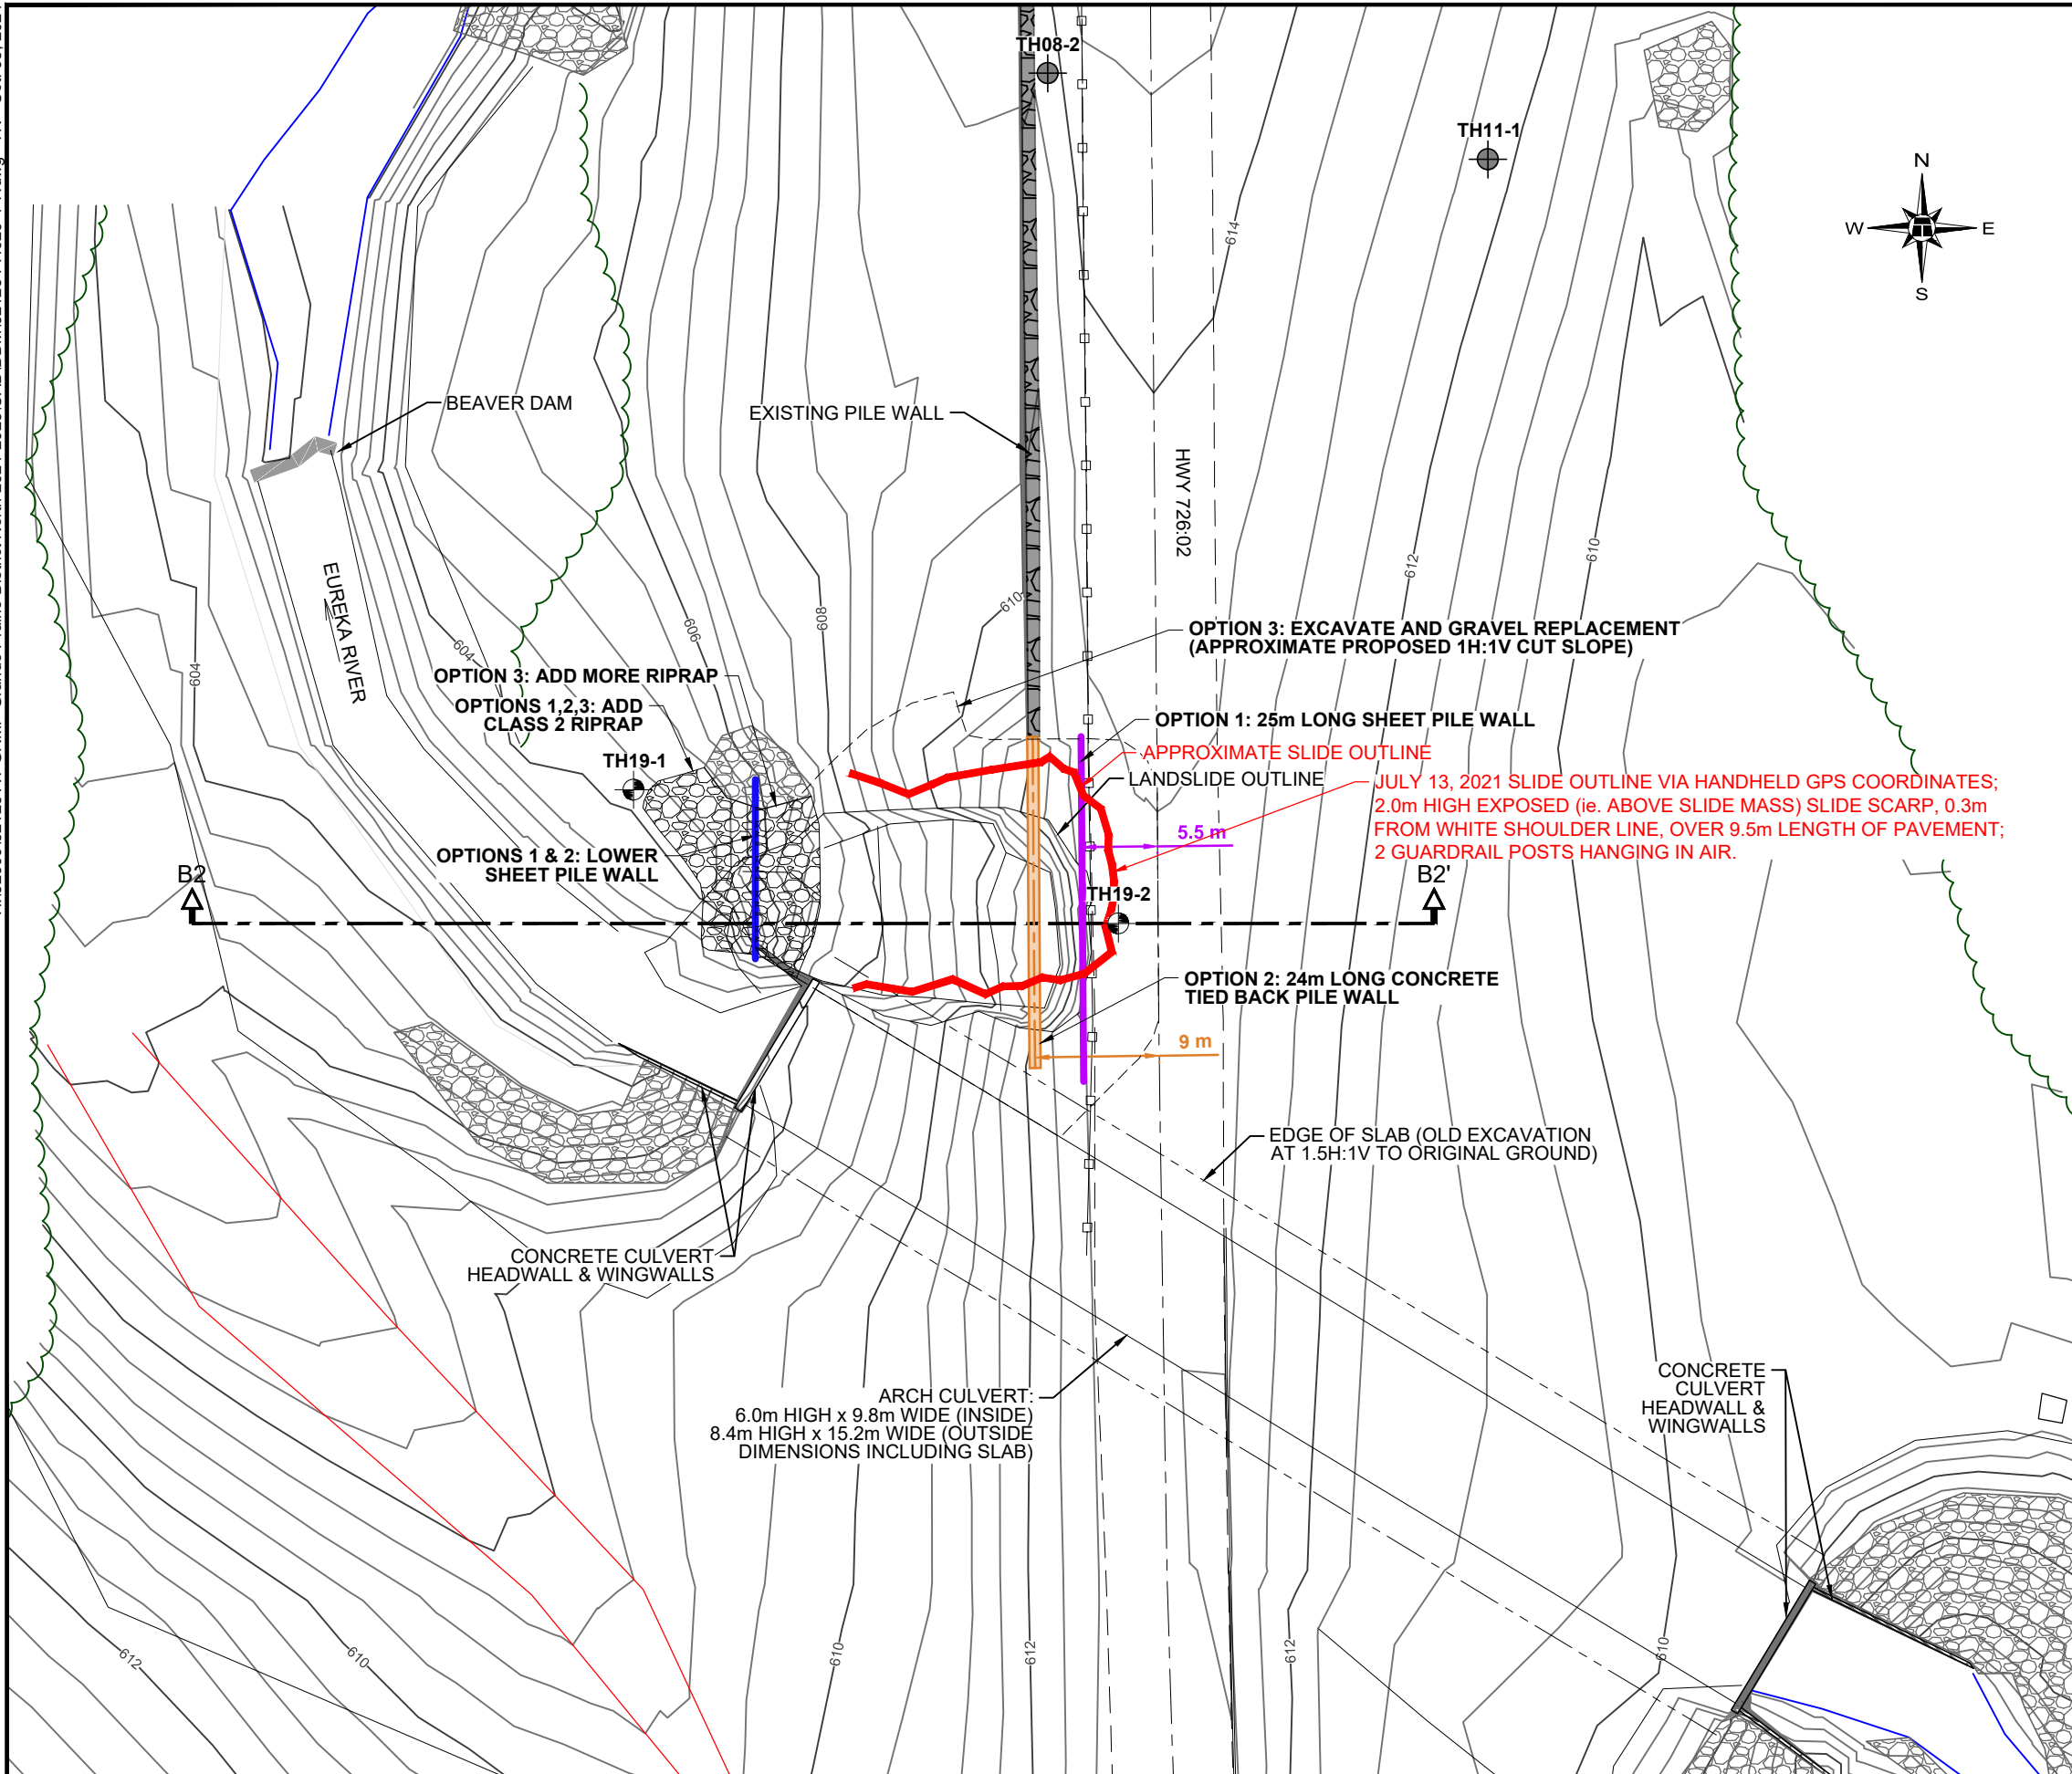 TH08-2
TH11-1
N
W E
S
614
BEAVER DAM
EXISTING PILE WALL
HWY 726:02
612
610
EUREKA RIVER
604
604
606
608
610
OPTION 3: EXCAVATE AND GRAVEL REPLACEMENT
(APPROXIMATE PROPOSED 1H:1V CUT SLOPE)
OPTION 3: ADD MORE RIPRAP
OPTIONS 1,2,3: ADD
CLASS 2 RIPRAP
OPTION 1: 25m LONG SHEET PILE WALL
APPROXIMATE SLIDE OUTLINE
TH19-1
LANDSLIDE OUTLINE
JULY 13, 2021 SLIDE OUTLINE VIA HANDHELD GPS COORDINATES;
2.0m HIGH EXPOSED (ie. ABOVE SLIDE MASS) SLIDE SCARP, 0.3m
FROM WHITE SHOULDER LINE, OVER 9.5m LENGTH OF PAVEMENT;
2 GUARDRAIL POSTS HANGING IN AIR.
5.5 m
OPTIONS 1 & 2: LOWER
SHEET PILE WALL
B2
B2'
TH19-2
OPTION 2: 24m LONG CONCRETE
TIED BACK PILE WALL
9 m
EDGE OF SLAB (OLD EXCAVATION
AT 1.5H:1V TO ORIGINAL GROUND)
CONCRETE CULVERT
HEADWALL & WINGWALLS
ARCH CULVERT:
6.0m HIGH x 9.8m WIDE (INSIDE)
8.4m HIGH x 15.2m WIDE (OUTSIDE
DIMENSIONS INCLUDING SLAB)
CONCRETE
CULVERT
HEADWALL &
WINGWALLS
612
610
610
612
612
610